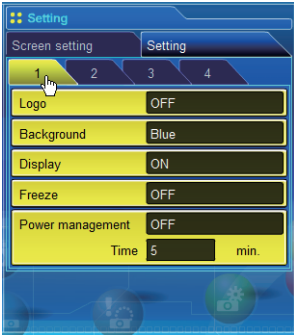 Setting
Screen setting Setting
1 2 3 4
Logo OFF
Background Blue
Display ON
Freeze OFF
Power management OFF
Time 5 min.